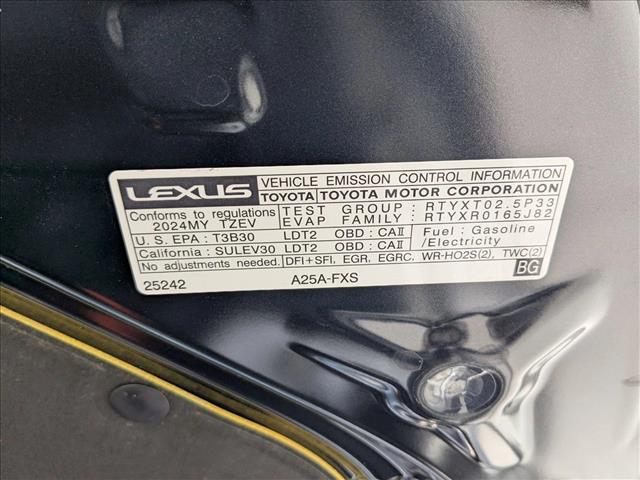 LEXUS VEHICLE EMISSION CONTROL INFORMATION
TOYOTA TOYOTA MOTOR CORPORATION
Conforms to regulations TEST GROUP : RTYXT02.5P33
2024MY TZEV EVAP FAMILY : RTYXR0165J82
U.S. EPA : T3B30 LDT2 OBD : CAⅡ Fuel : Gasoline
California : SULEV30 LDT2 OBD : CAⅡ /Electricity
No adjustments needed. DFI+SFI, EGR, EGRC, WR-HO2S(2), TWC(2)
25242 A25A-FXS BG